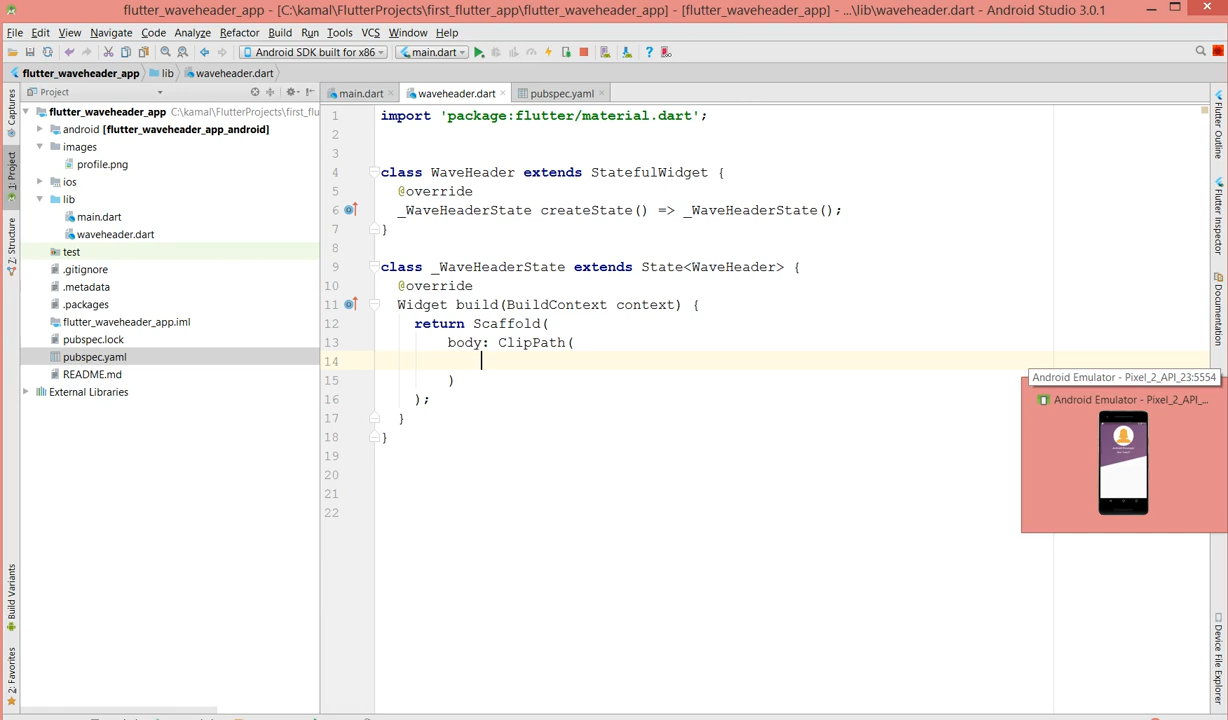 flutter_waveheader_app - [C:\kamal\FlutterProjects\first_flutter_app\flutter_waveheader_app] - [flutter_waveheader_app] - ...\lib\waveheader.dart - Android Studio 3.0.1
File Edit View Navigate Code Analyze Refactor Build Run Tools VCS Window Help
Android SDK built for x86 main.dart
flutter_waveheader_app lib waveheader.dart
Project
main.dart waveheader.dart pubspec.yaml
flutter_waveheader_app C:\kamal\FlutterProjects\first_flu
android [flutter_waveheader_app_android]
images
profile.png
ios
lib
main.dart
waveheader.dart
test
.gitignore
.metadata
.packages
flutter_waveheader_app.iml
pubspec.lock
pubspec.yaml
README.md
External Libraries
Captures
1: Project
7: Structure
Build Variants
2: Favorites
1 import 'package:flutter/material.dart';
2
3
4 class WaveHeader extends StatefulWidget {
5 @override
6 _WaveHeaderState createState() => _WaveHeaderState();
7 }
8
9 class _WaveHeaderState extends State<WaveHeader> {
10 @override
11 Widget build(BuildContext context) {
12 return Scaffold(
13 body: ClipPath(
14
15 )
16 );
17 }
18 }
19
20
21
22
Android Emulator - Pixel_2_API_23:5554
Android Emulator - Pixel_2_API_...
Flutter Outline
Flutter Inspector
Documentation
Device File Explorer